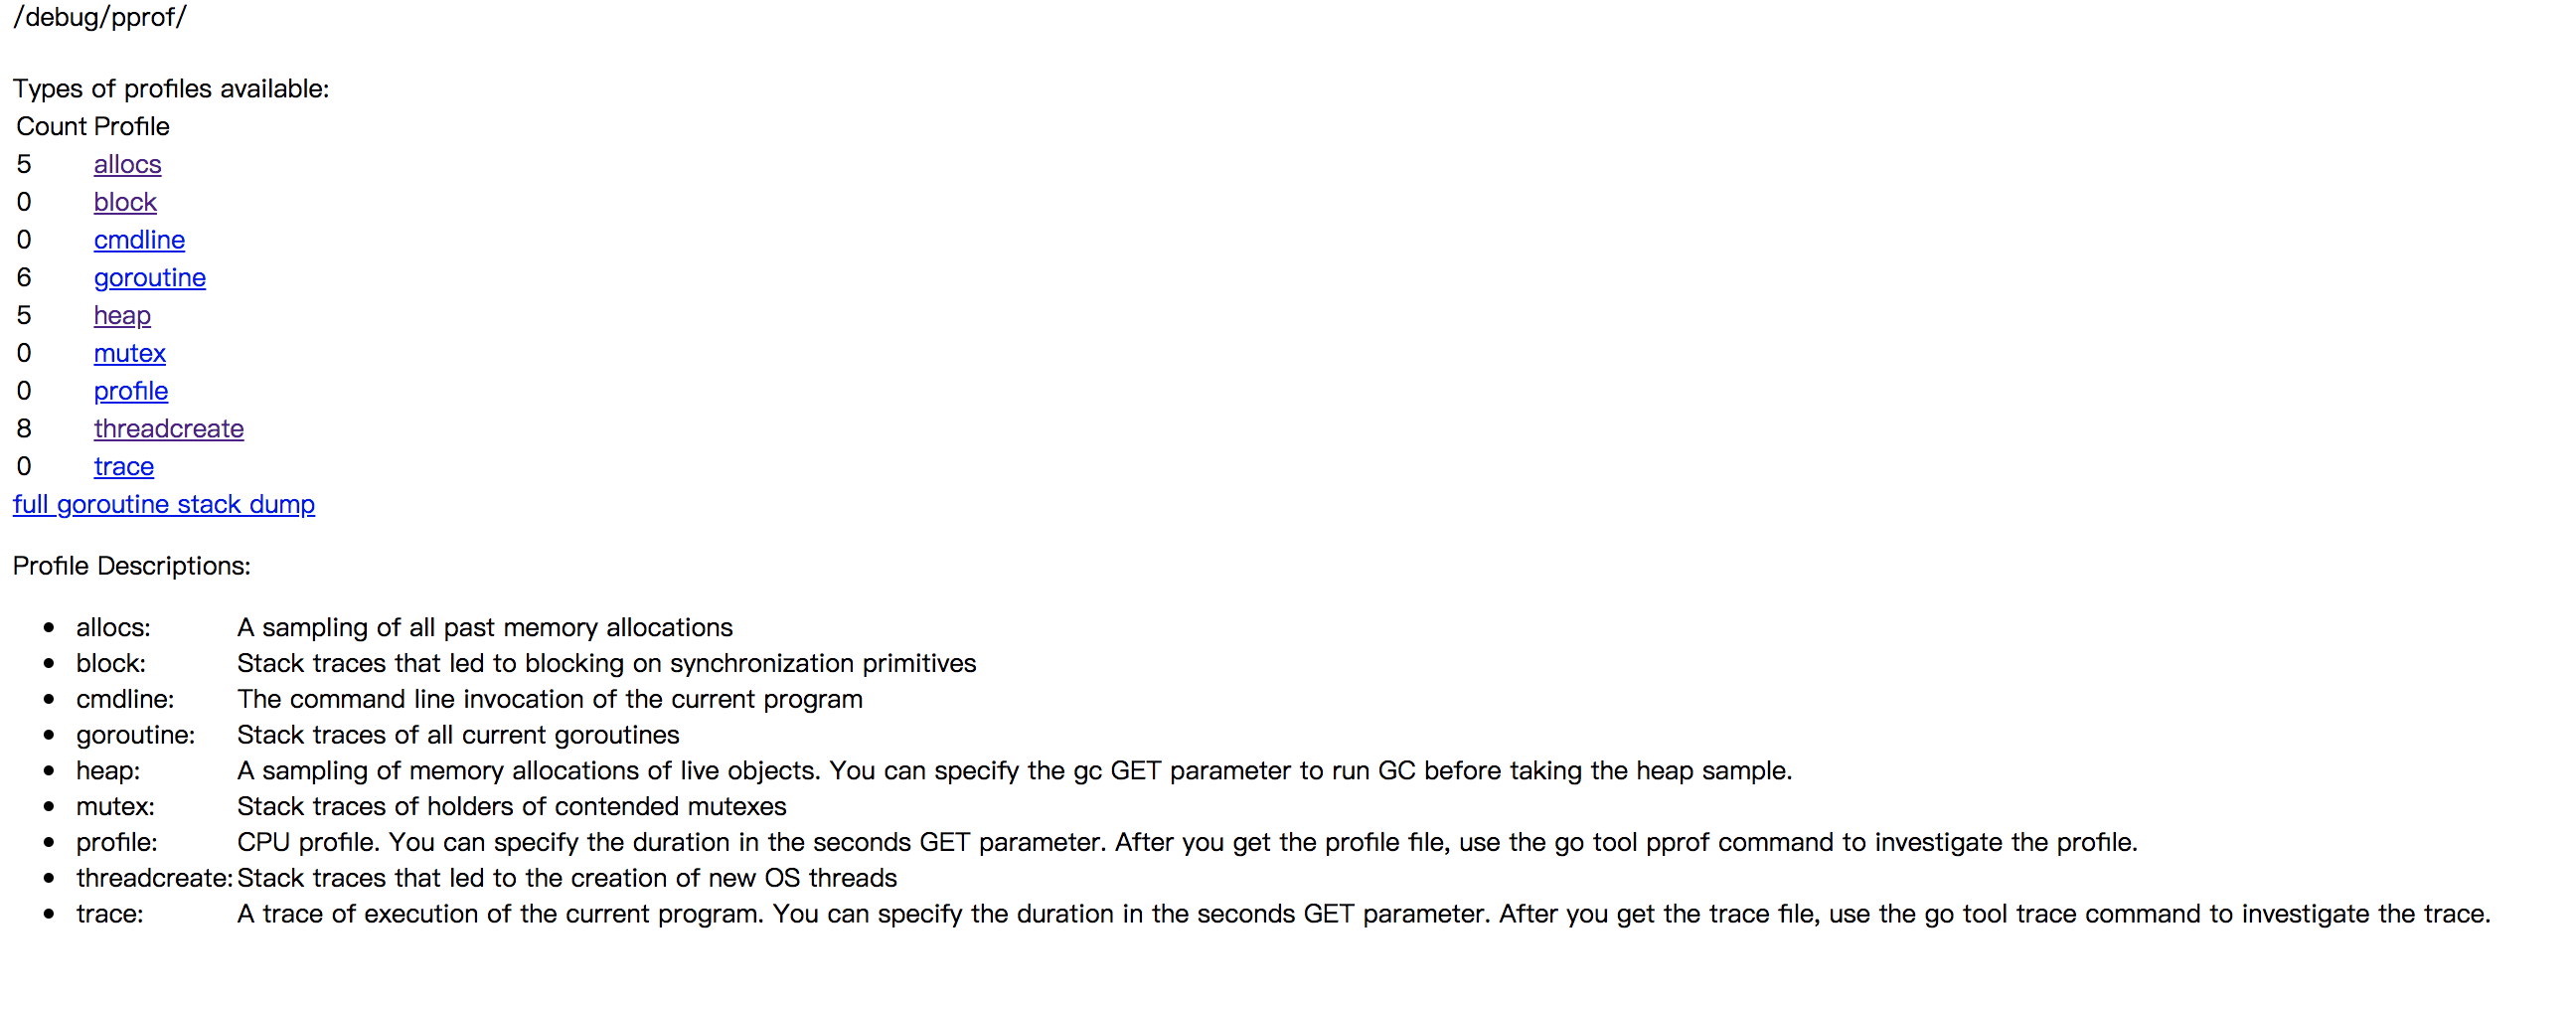 /debug/pprof/
Types of profiles available:
Count Profile
5 allocs
0 block
0 cmdline
6 goroutine
5 heap
0 mutex
0 profile
8 threadcreate
0 trace
full goroutine stack dump
Profile Descriptions:
• allocs: A sampling of all past memory allocations
• block: Stack traces that led to blocking on synchronization primitives
• cmdline: The command line invocation of the current program
• goroutine: Stack traces of all current goroutines
• heap: A sampling of memory allocations of live objects. You can specify the gc GET parameter to run GC before taking the heap sample.
• mutex: Stack traces of holders of contended mutexes
• profile: CPU profile. You can specify the duration in the seconds GET parameter. After you get the profile file, use the go tool pprof command to investigate the profile.
• threadcreate: Stack traces that led to the creation of new OS threads
• trace: A trace of execution of the current program. You can specify the duration in the seconds GET parameter. After you get the trace file, use the go tool trace command to investigate the trace.